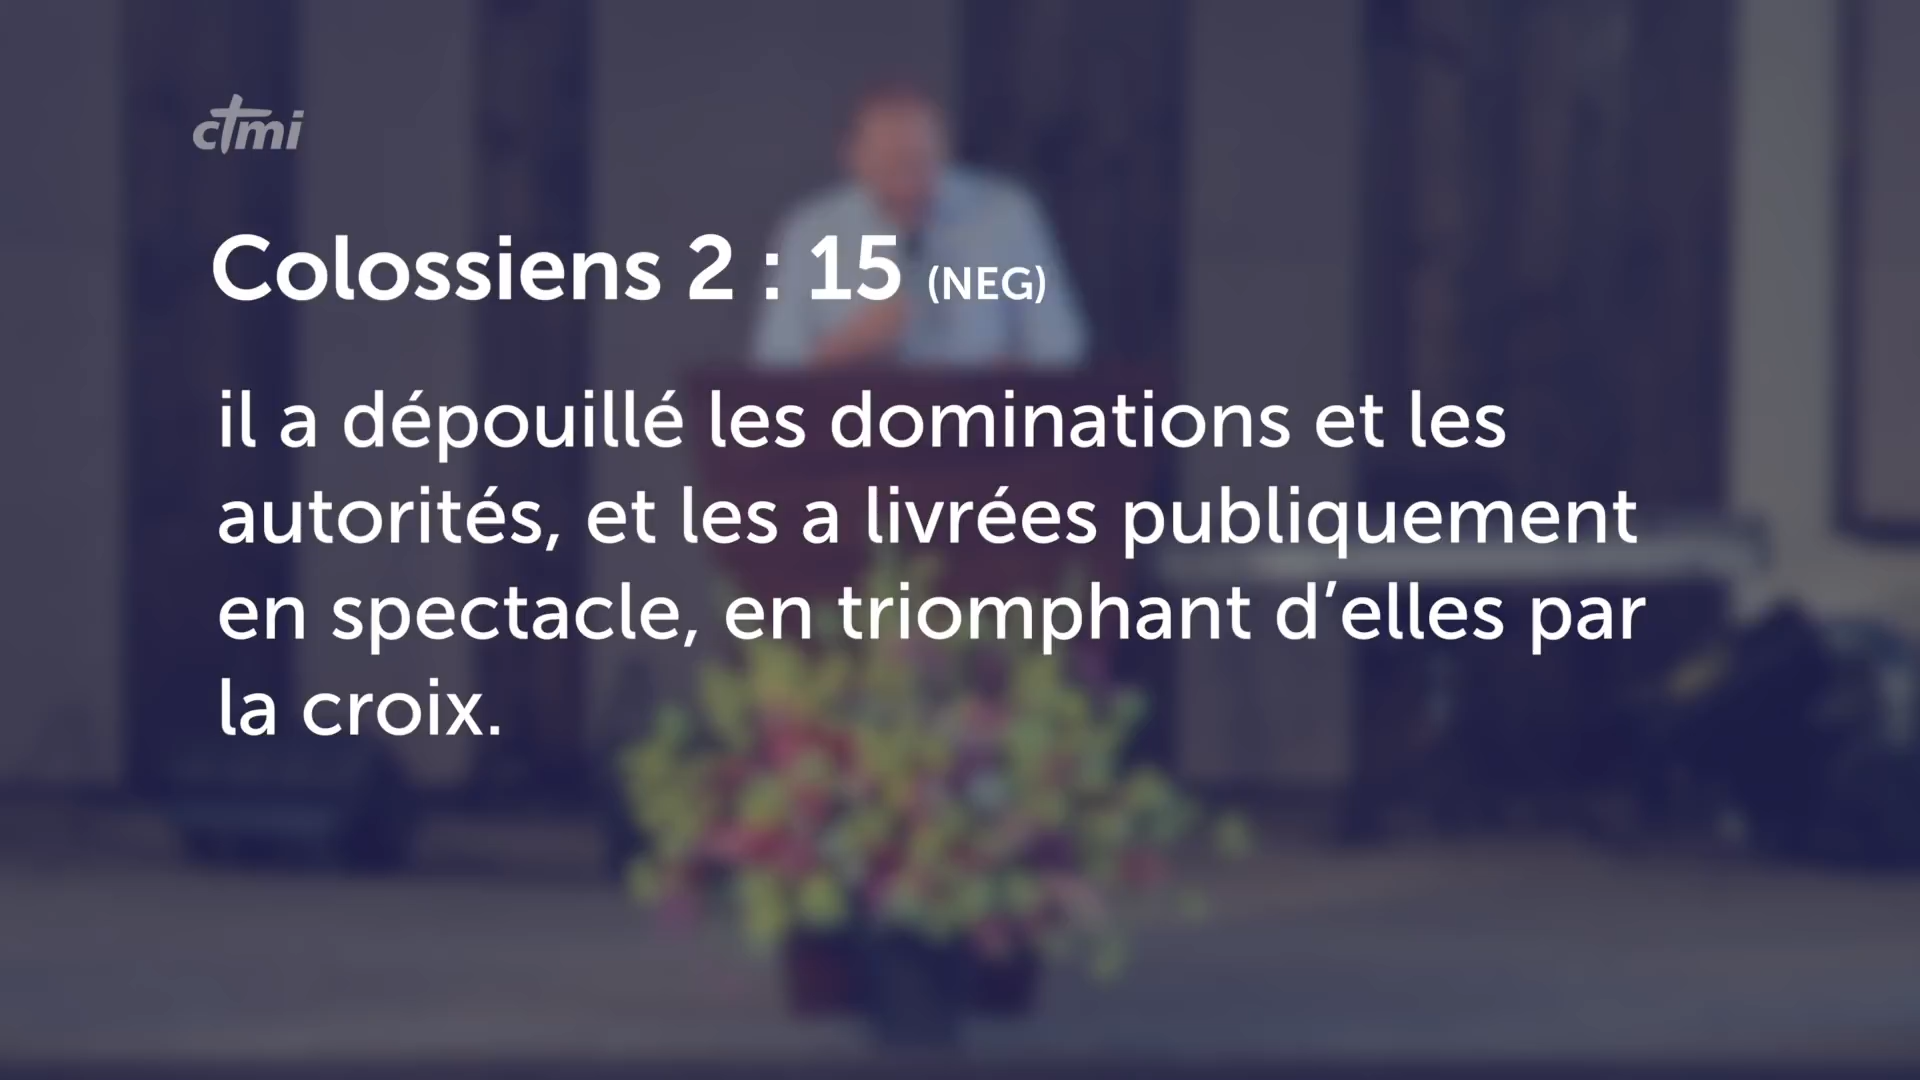 cTmi
Colossiens 2 : 15 (NEG)
il a dépouillé les dominations et les
autorités, et les a livrées publiquement
en spectacle, en triomphant d’elles par
la croix.